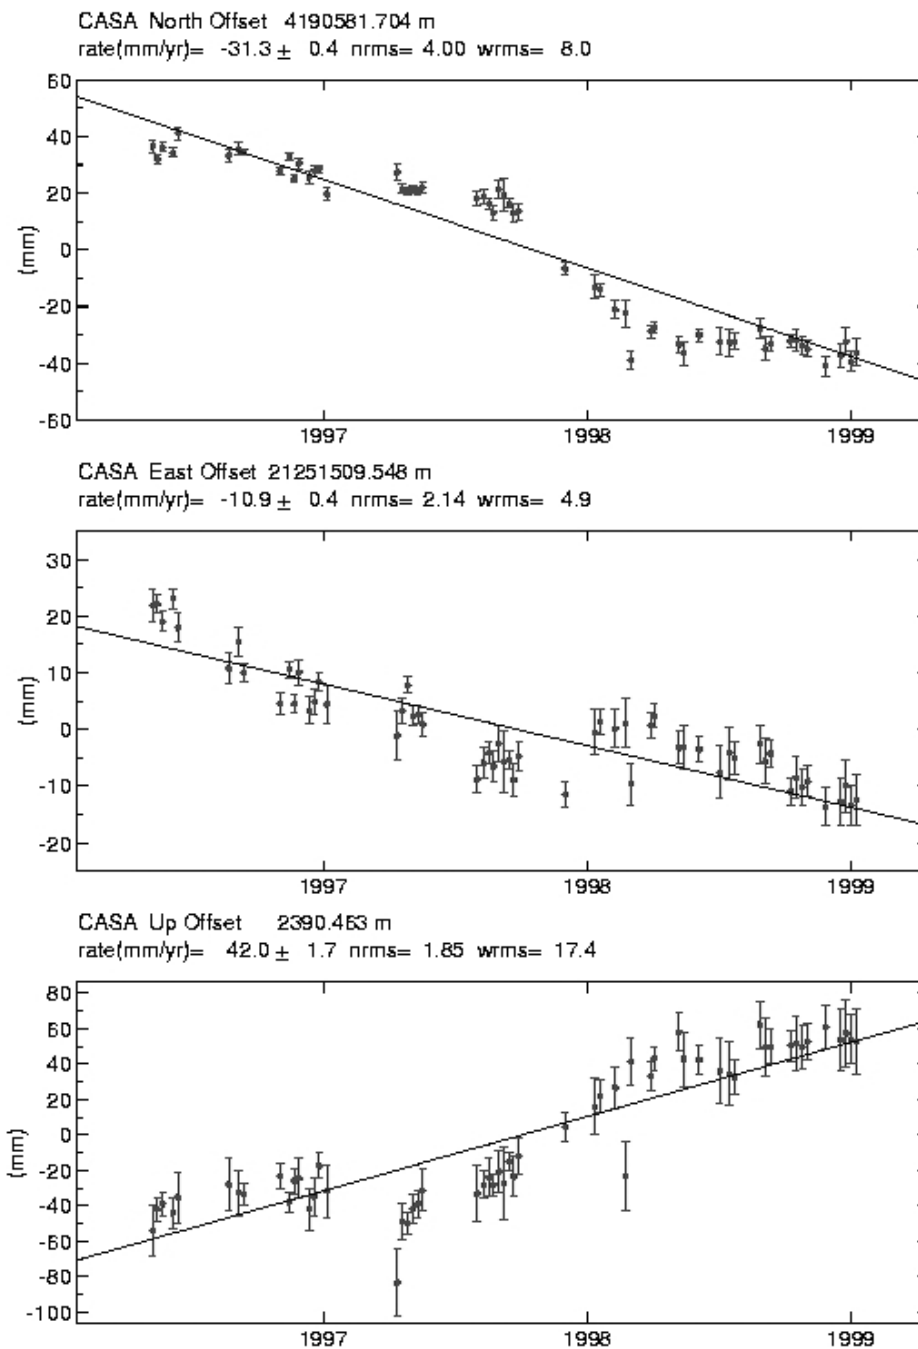 CASA North Offset 4190581.704 m
rate(mm/yr)= -31.3 ± 0.4 nrms= 4.00 wrms= 8.0
60
40
20
0
-20
-40
-60
(mm)
1997 1998 1999
CASA East Offset 21251509.548 m
rate(mm/yr)= -10.9 ± 0.4 nrms= 2.14 wrms= 4.9
30
20
10
0
-10
-20
(mm)
1997 1998 1999
CASA Up Offset 2390.463 m
rate(mm/yr)= 42.0 ± 1.7 nrms= 1.85 wrms= 17.4
80
60
40
20
0
-20
-40
-60
-80
-100
(mm)
1997 1998 1999